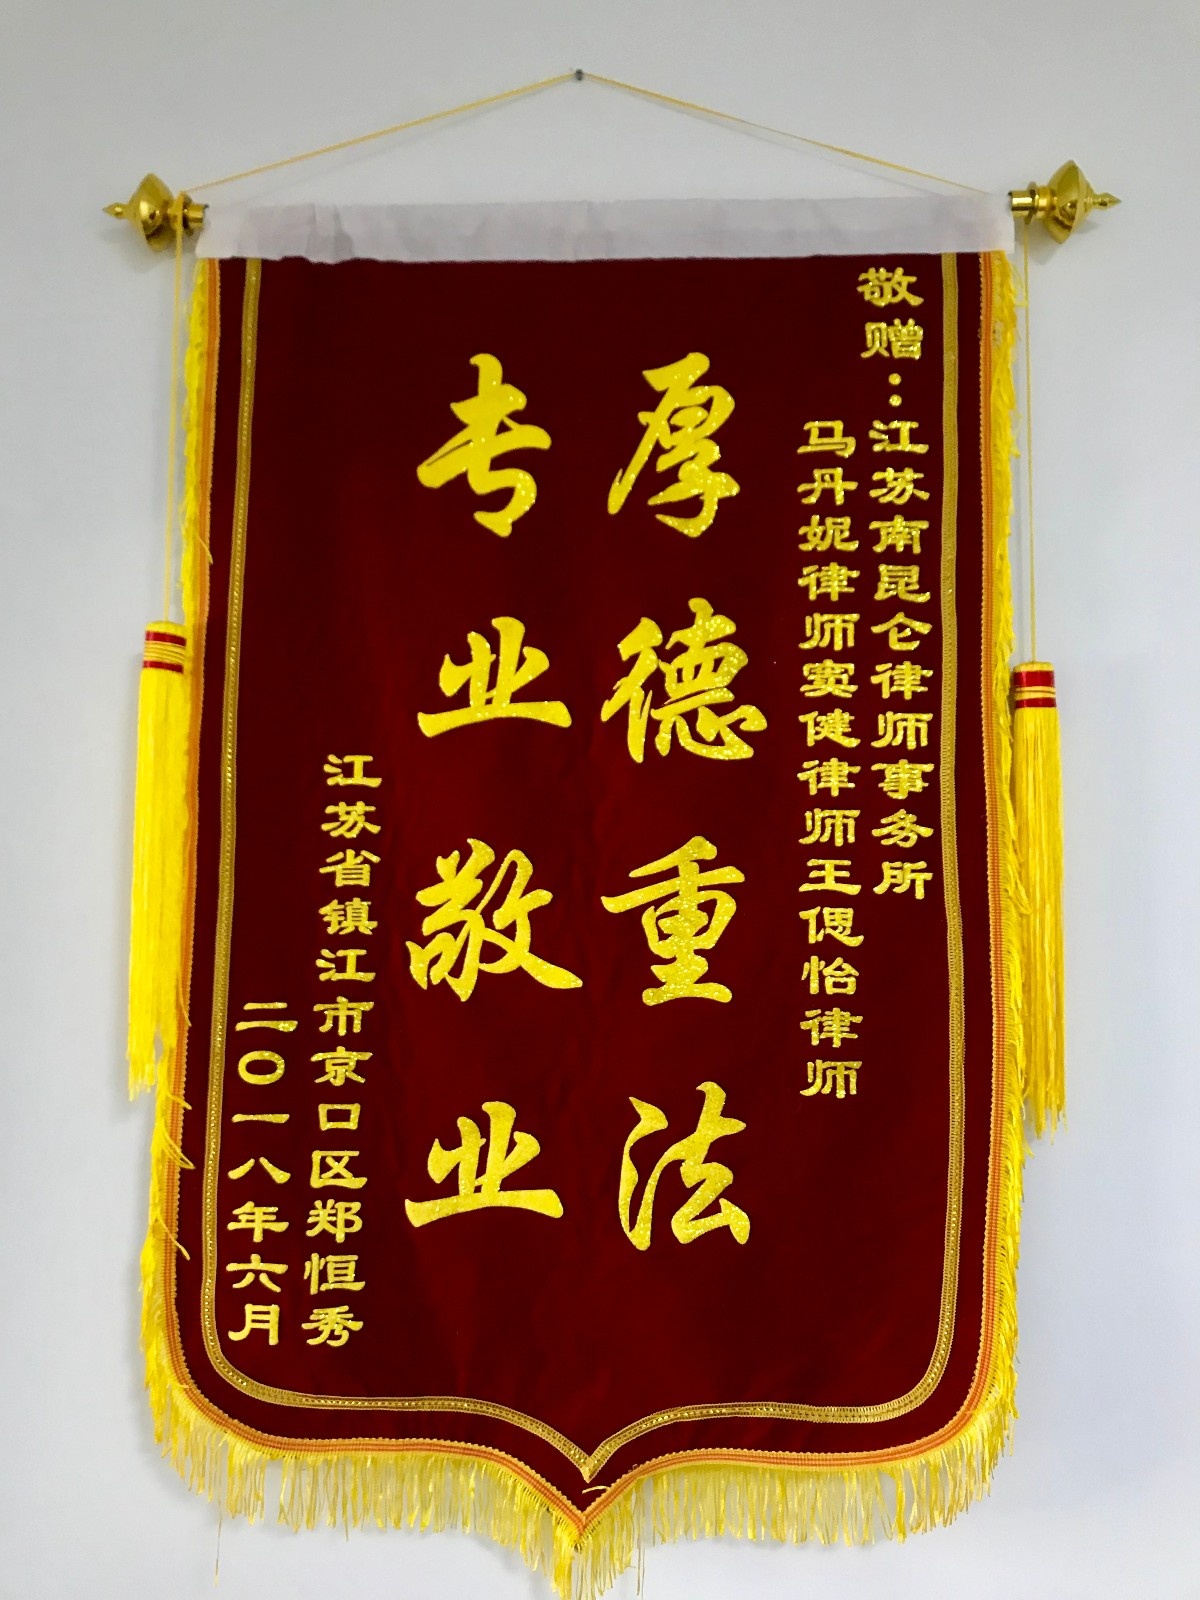 敬赠：江苏南昆仑律师事务所
马丹妮律师窦健律师王偲怡律师
厚德重法
专业敬业
江苏省镇江市京口区郑恒秀
二〇一八年六月